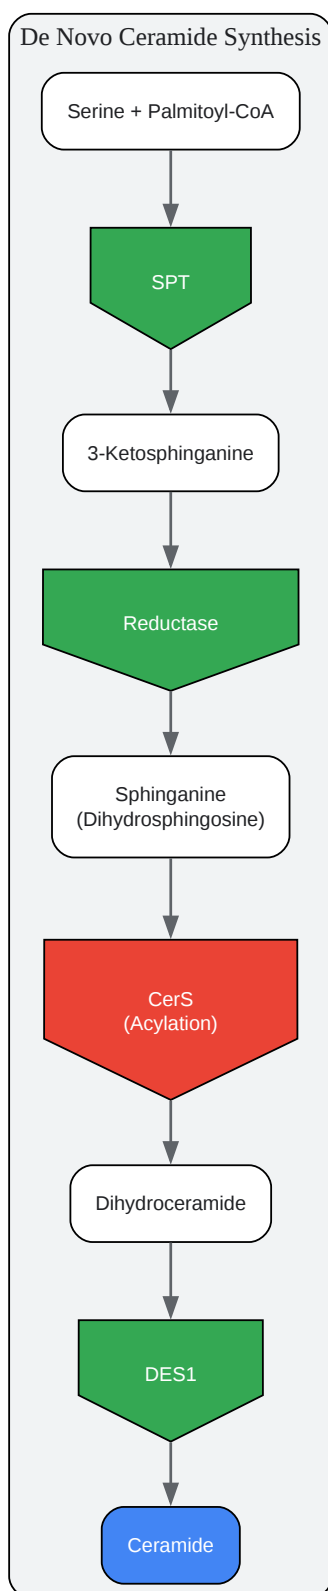 De Novo Ceramide Synthesis
Serine + Palmitoyl-CoA
SPT
3-Ketosphinganine
Reductase
Sphinganine
(Dihydrosphingosine)
CerS
(Acylation)
Dihydroceramide
DES1
Ceramide